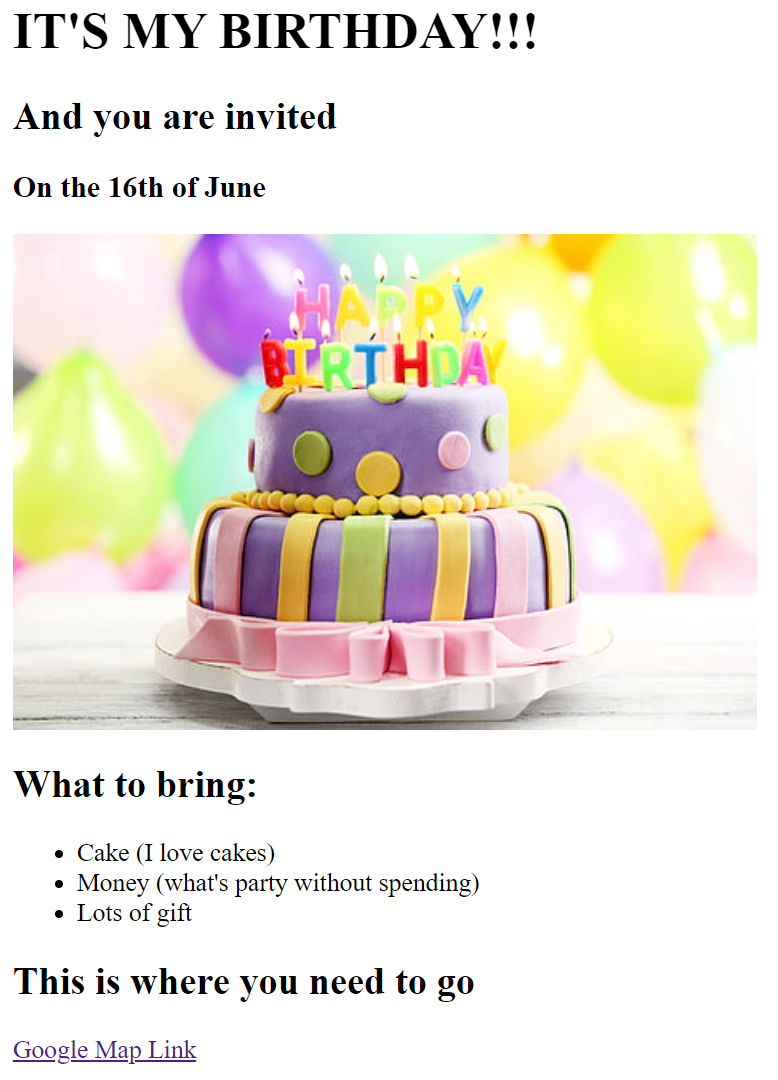 IT'S MY BIRTHDAY!!!
And you are invited
On the 16th of June
HAPPY
BIRTHDAY
What to bring:
Cake (I love cakes)
Money (what's party without spending)
Lots of gift
This is where you need to go
Google Map Link